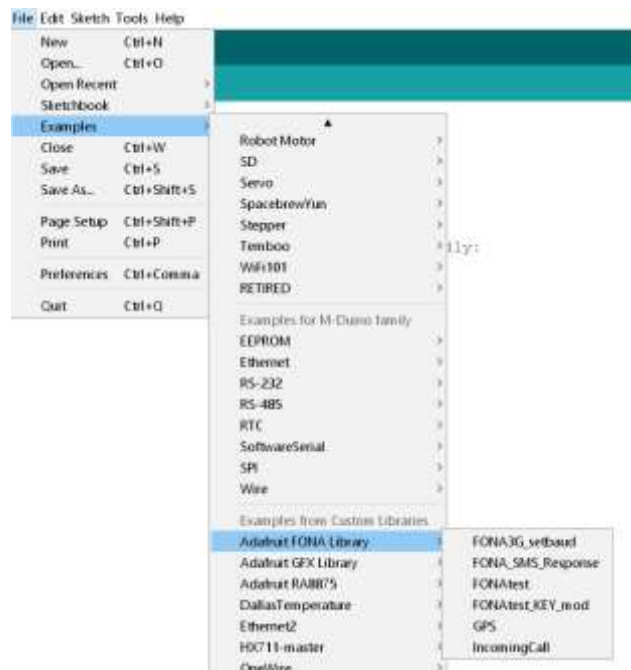 File Edit Sketch Tools Help
New Ctrl+N
Open... Ctrl+O
Open Recent
Sketchbook
Examples
Close Ctrl+W
Save Ctrl+S
Save As... Ctrl+Shift+S
Page Setup Ctrl+Shift+P
Print Ctrl+P
Preferences Ctrl+Comma
Quit Ctrl+Q
Robot Motor
SD
Servo
SpacebrewYun
Stepper
Temboo
WiFi101
RETIRED
ily:
Examples for M-Duino family
EEPROM
Ethernet
RS-232
RS-485
RTC
SoftwareSerial
SPI
Wire
Examples from Custom Libraries
Adafruit FONA Library
Adafruit GFX Library
Adafruit RA8875
DallasTemperature
Ethernet2
HX711-master
OneWire
FONA3G_setbaud
FONA_SMS_Response
FONAtest
FONAtest_KEY_mod
GPS
IncomingCall